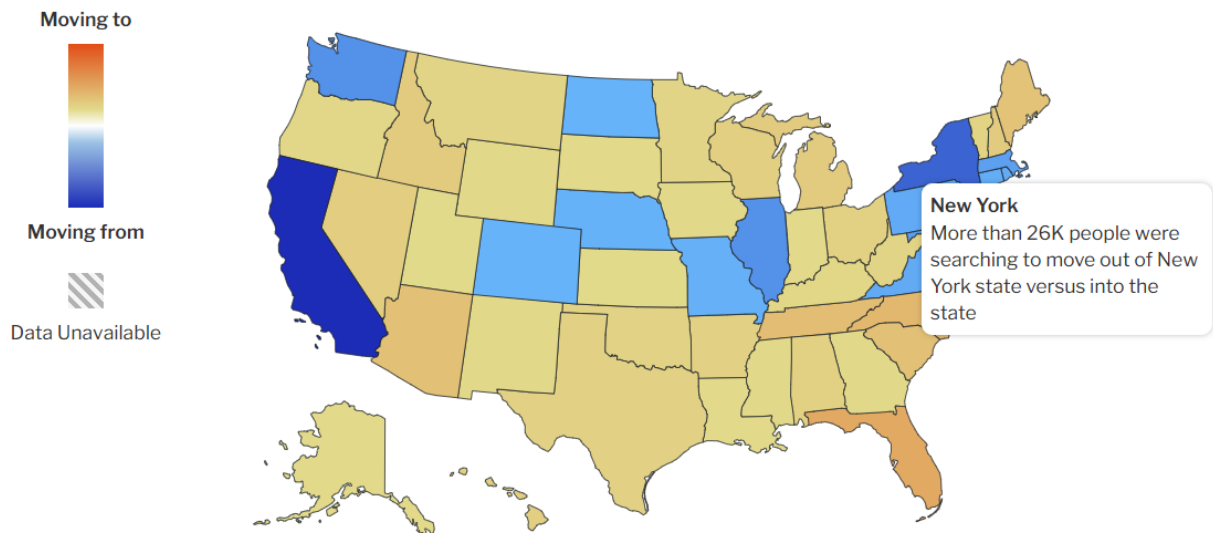 Moving to
Moving from
Data Unavailable
New York
More than 26K people were
searching to move out of New
York state versus into the
state